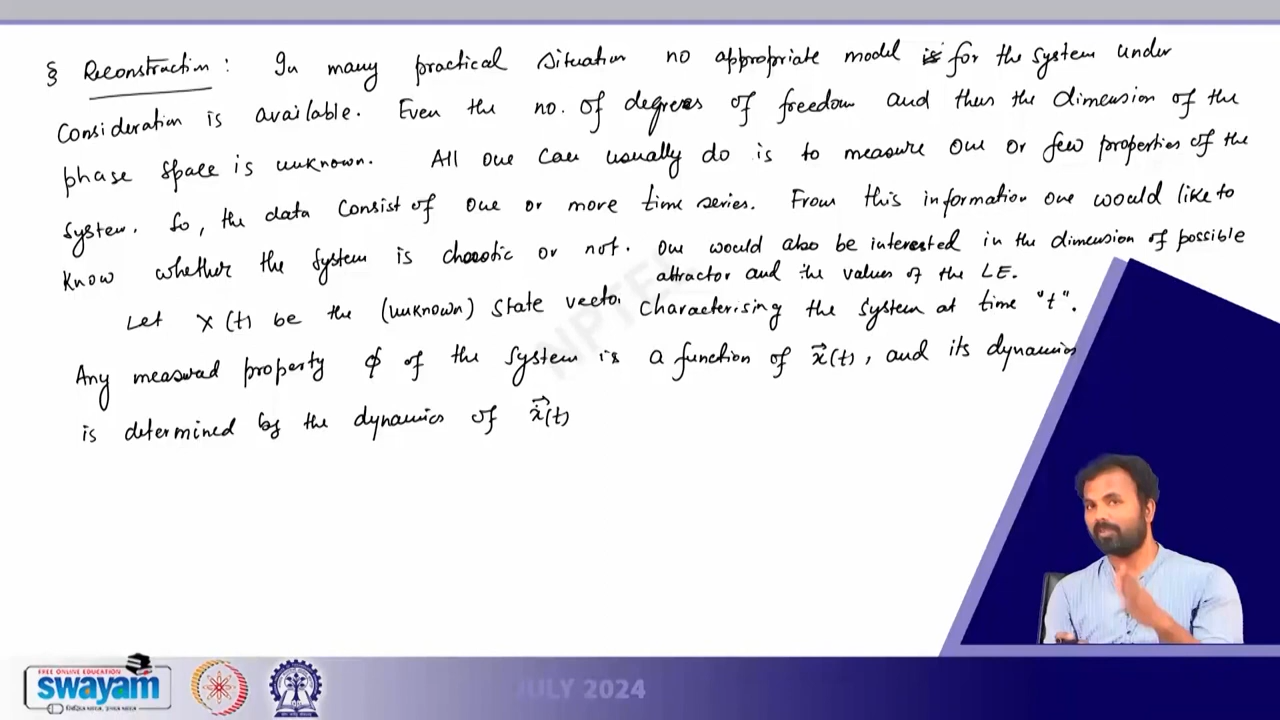 § Reconstruction : In many practical situation no appropriate model is for the system under
Consideration is available. Even the no. of degrees of freedom and thus the dimension of the
phase space is unknown. All one can usually do is to measure one or few properties of the
system. So, the data consist of one or more time series. From this information one would like to
know whether the system is chaotic or not. One would also be interested in the dimension of possible
attractor and the values of the LE.
Let X(t) be the (unknown) state vector characterising the system at time "t".
Any measured property ϕ of the system is a function of x⃗(t), and its dynamics
is determined by the dynamics of x⃗(t)
NPTEL
FREE ONLINE EDUCATION
swayam
JULY 2024